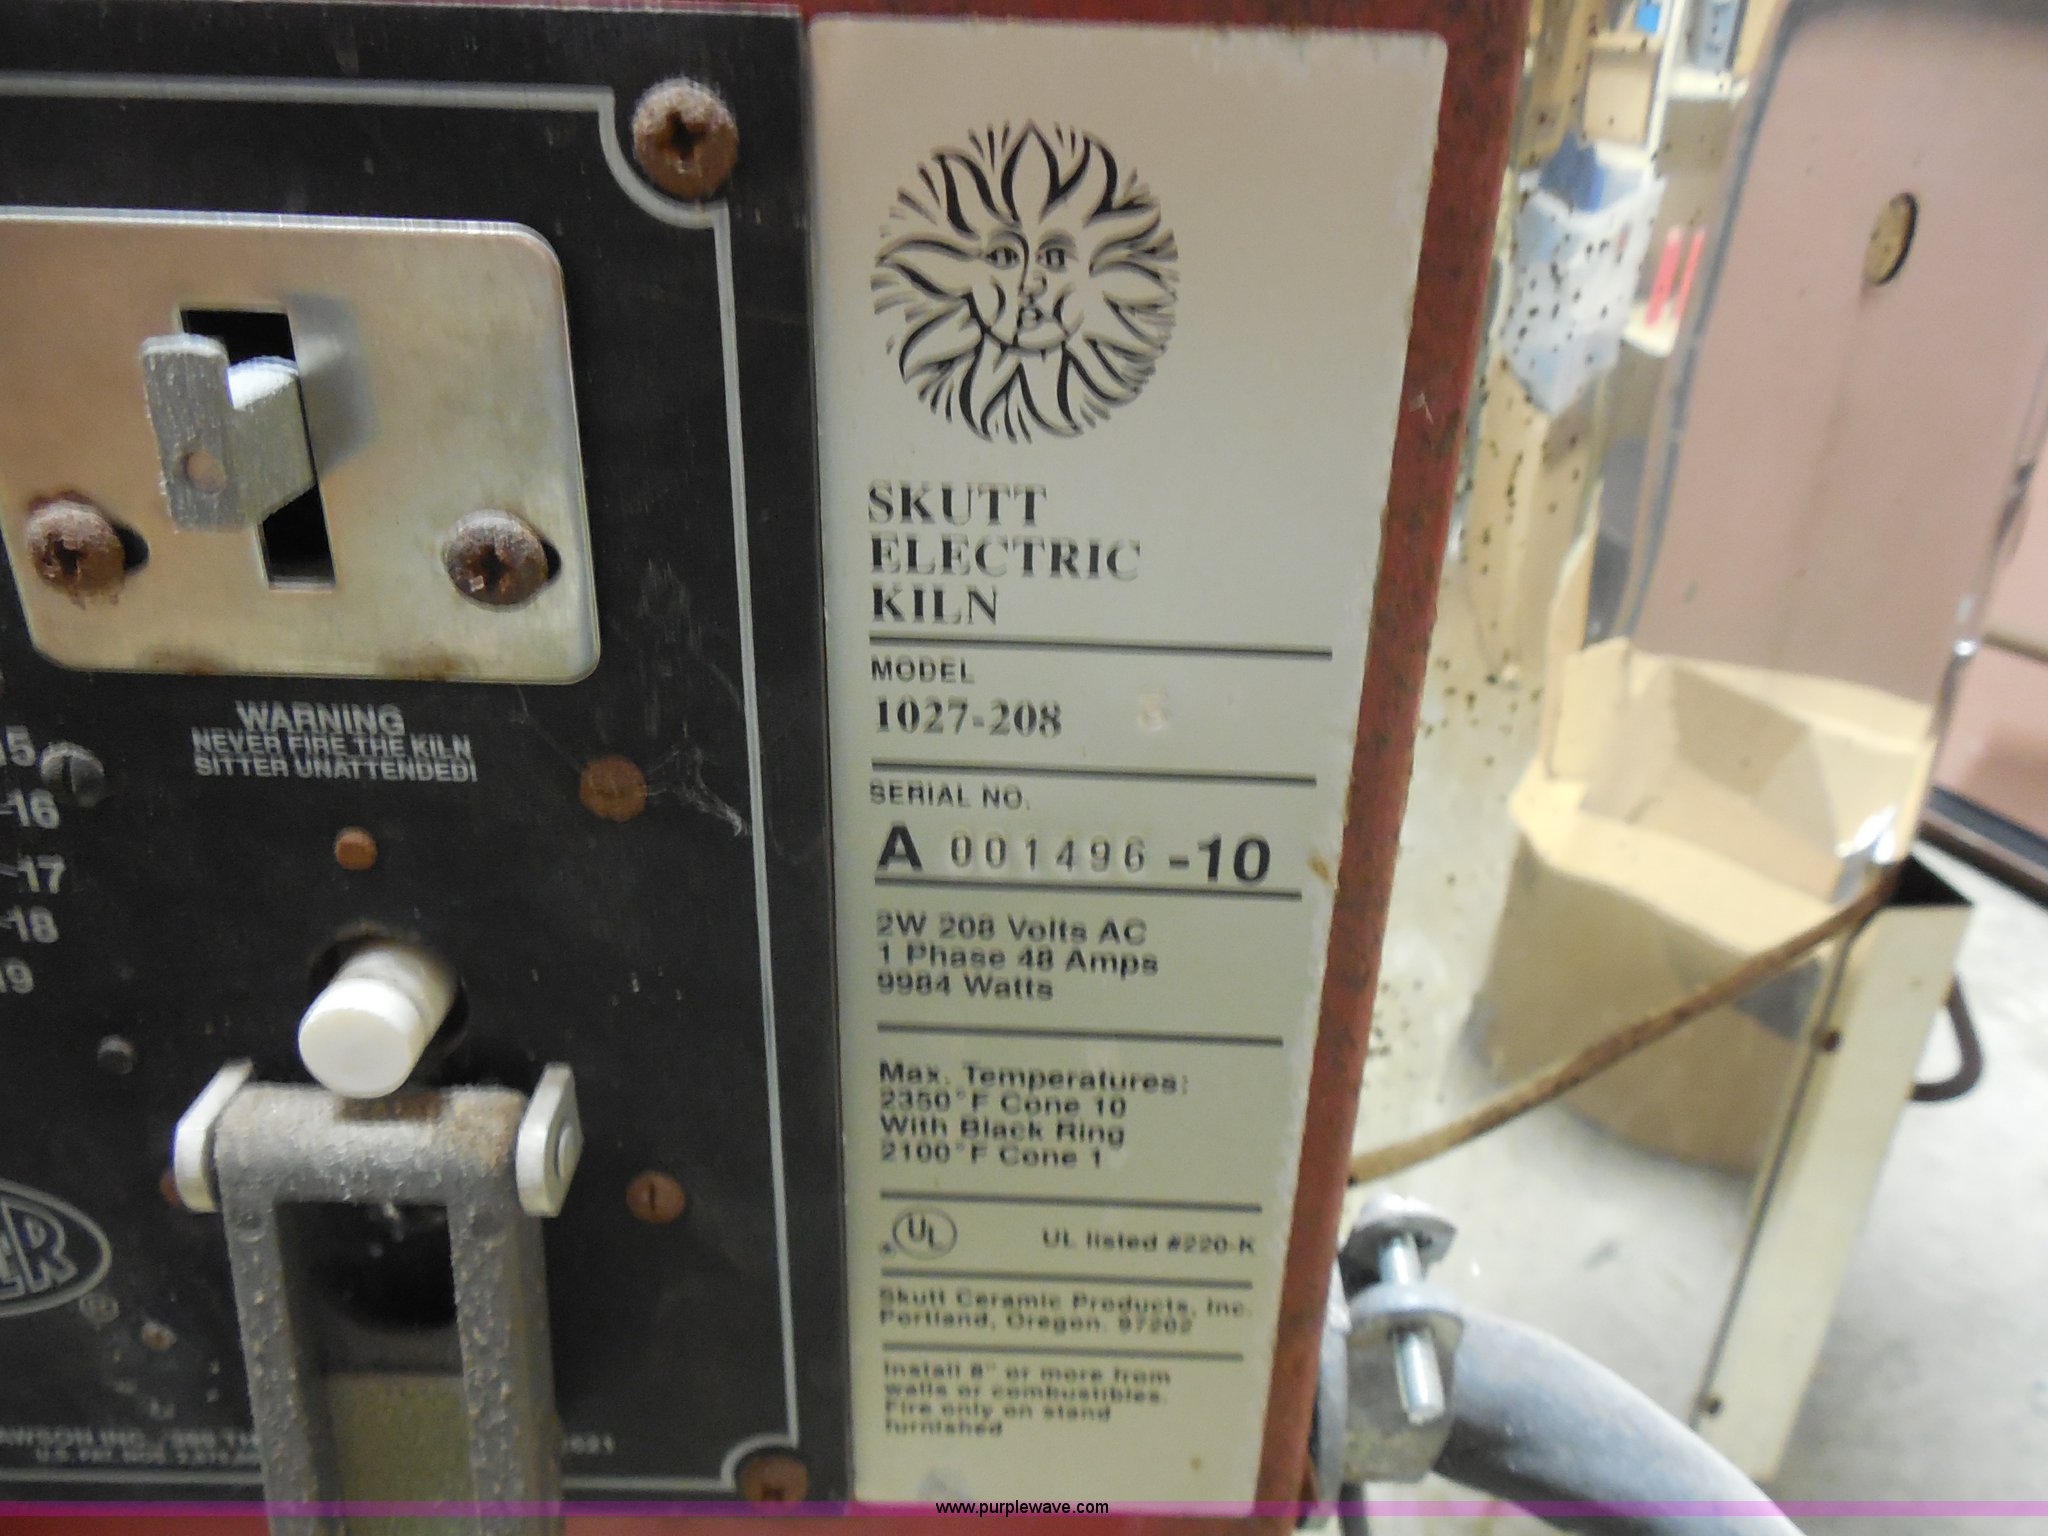 WARNING
NEVER FIRE THE KILN
SITTER UNATTENDED!
15
-16
-17
-18
19
SKUTT
ELECTRIC
KILN
MODEL
1027-208
SERIAL NO.
A 001496 -10
2W 208 Volts AC
1 Phase 48 Amps
9984 Watts
Max. Temperatures:
2350°F Cone 10
With Black Ring
2100°F Cone 1
UL
UL listed #220-K
Skutt Ceramic Products, Inc.
Portland, Oregon. 97202
Install 8" or more from
walls or combustibles.
Fire only on stand
furnished
INC.
U.S. PAT. NOS.
www.purplewave.com